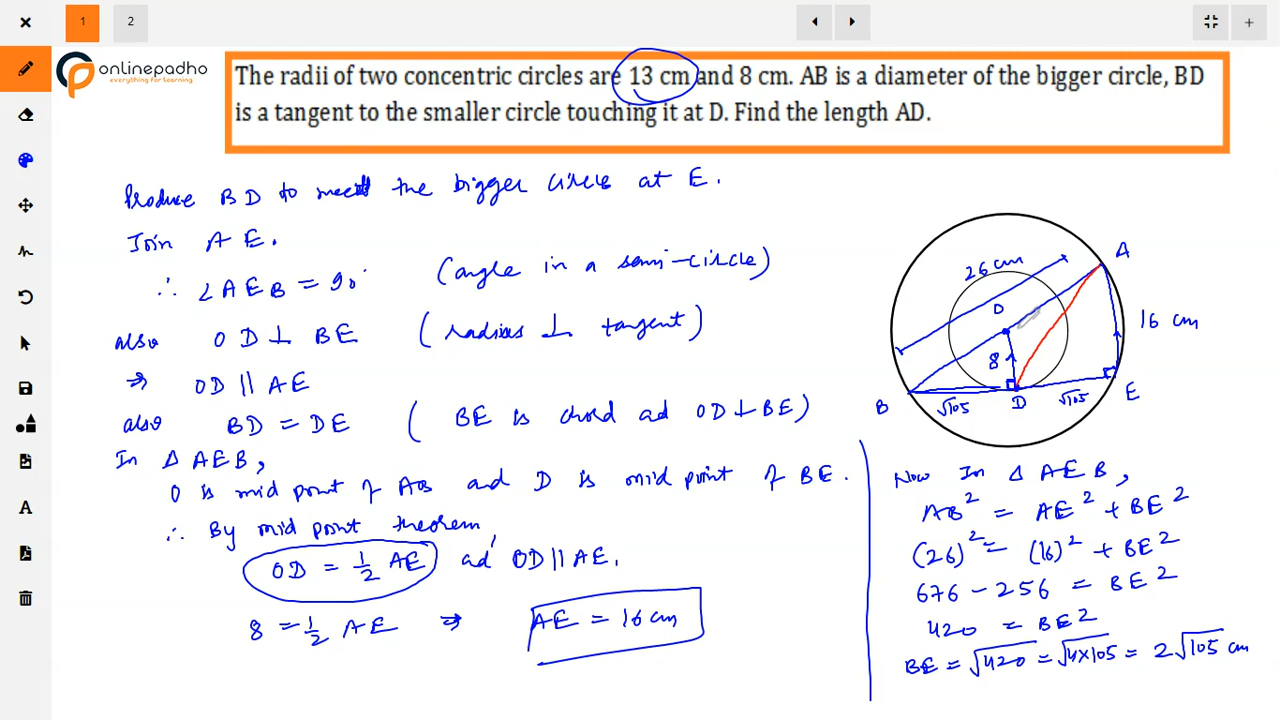 1
2
onlinepadho
everything for learning
The radii of two concentric circles are 13 cm and 8 cm. AB is a diameter of the bigger circle, BD
is a tangent to the smaller circle touching it at D. Find the length AD.
Produce BD to meet the bigger circle at E.
Join AE.
∴ ∠AEB = 90° (angle in a semi-circle)
also OD ⊥ BE (radius ⊥ tangent)
⇒ OD || AE
also BD = DE (BE is chord ad OD ⊥ BE)
In Δ AEB,
O is mid point of AB and D is mid point of BE.
∴ By mid point theorem,
OD = 1/2 AE ad OD || AE.
8 = 1/2 AE ⇒ AE = 16 cm
A
26 cm
O
16 cm
8
B
√105
D
√105
E
Now In Δ AEB,
AB² = AE² + BE²
(26)² = (16)² + BE²
676 - 256 = BE²
420 = BE²
BE = √420 = √4×105 = 2√105 cm
A